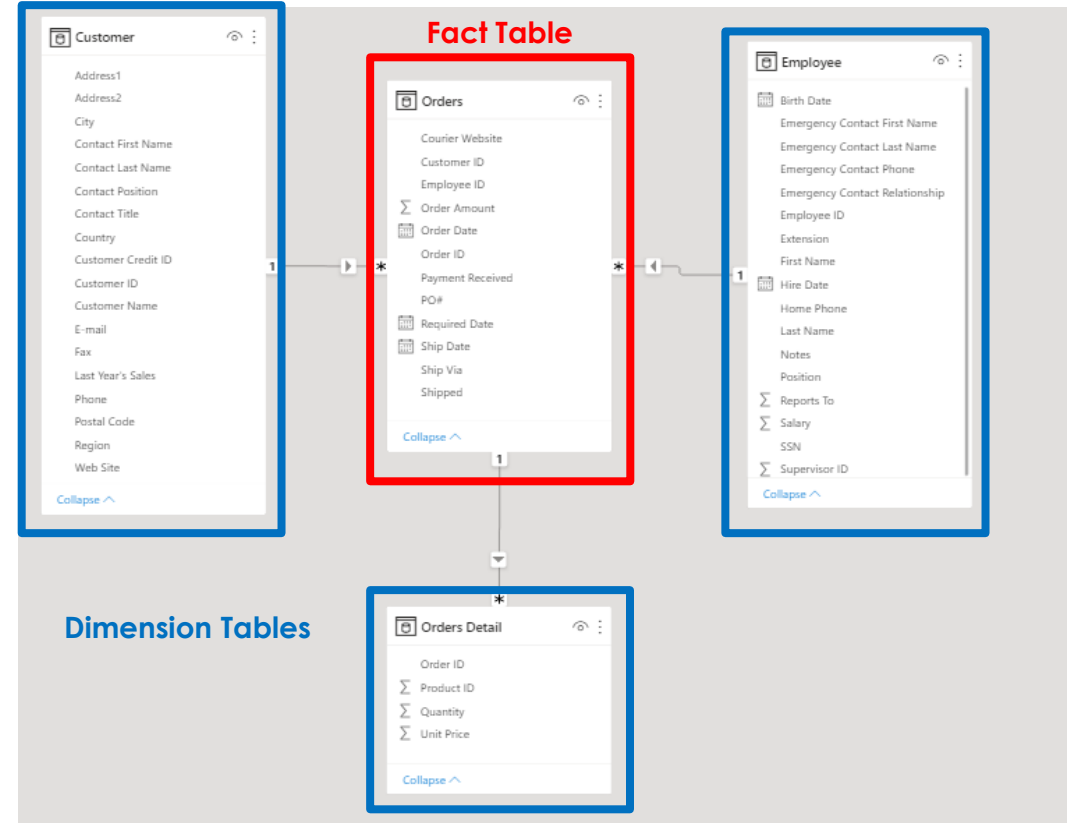 Fact Table
Customer
Address1
Address2
City
Contact First Name
Contact Last Name
Contact Position
Contact Title
Country
Customer Credit ID
Customer ID
Customer Name
E-mail
Fax
Last Year's Sales
Phone
Postal Code
Region
Web Site
Collapse
1
*
Orders
Courier Website
Customer ID
Employee ID
Σ Order Amount
Order Date
Order ID
Payment Received
PO#
Required Date
Ship Date
Ship Via
Shipped
Collapse
1
*
*
1
Employee
Birth Date
Emergency Contact First Name
Emergency Contact Last Name
Emergency Contact Phone
Emergency Contact Relationship
Employee ID
Extension
First Name
Hire Date
Home Phone
Last Name
Notes
Position
Σ Reports To
Σ Salary
SSN
Σ Supervisor ID
Collapse
Dimension Tables
Orders Detail
Order ID
Σ Product ID
Σ Quantity
Σ Unit Price
Collapse